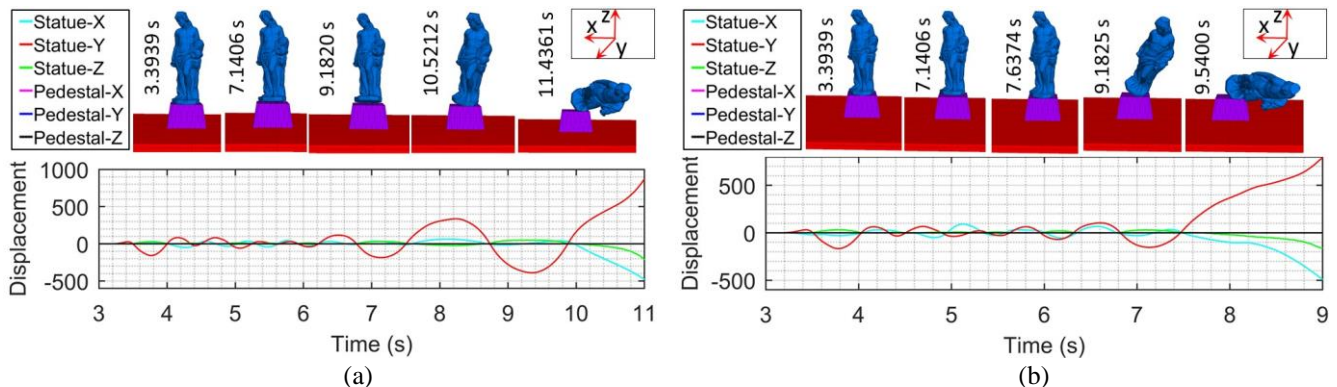 Statue-X
Statue-Y
Statue-Z
Pedestal-X
Pedestal-Y
Pedestal-Z
3.3939 s
7.1406 s
9.1820 s
10.5212 s
11.4361 s
x z y
Displacement
1000
500
0
-500
3 4 5 6 7 8 9 10 11
Time (s)
(a)
Statue-X
Statue-Y
Statue-Z
Pedestal-X
Pedestal-Y
Pedestal-Z
3.3939 s
7.1406 s
7.6374 s
9.1825 s
9.5400 s
x z y
Displacement
500
0
-500
3 4 5 6 7 8 9
Time (s)
(b)